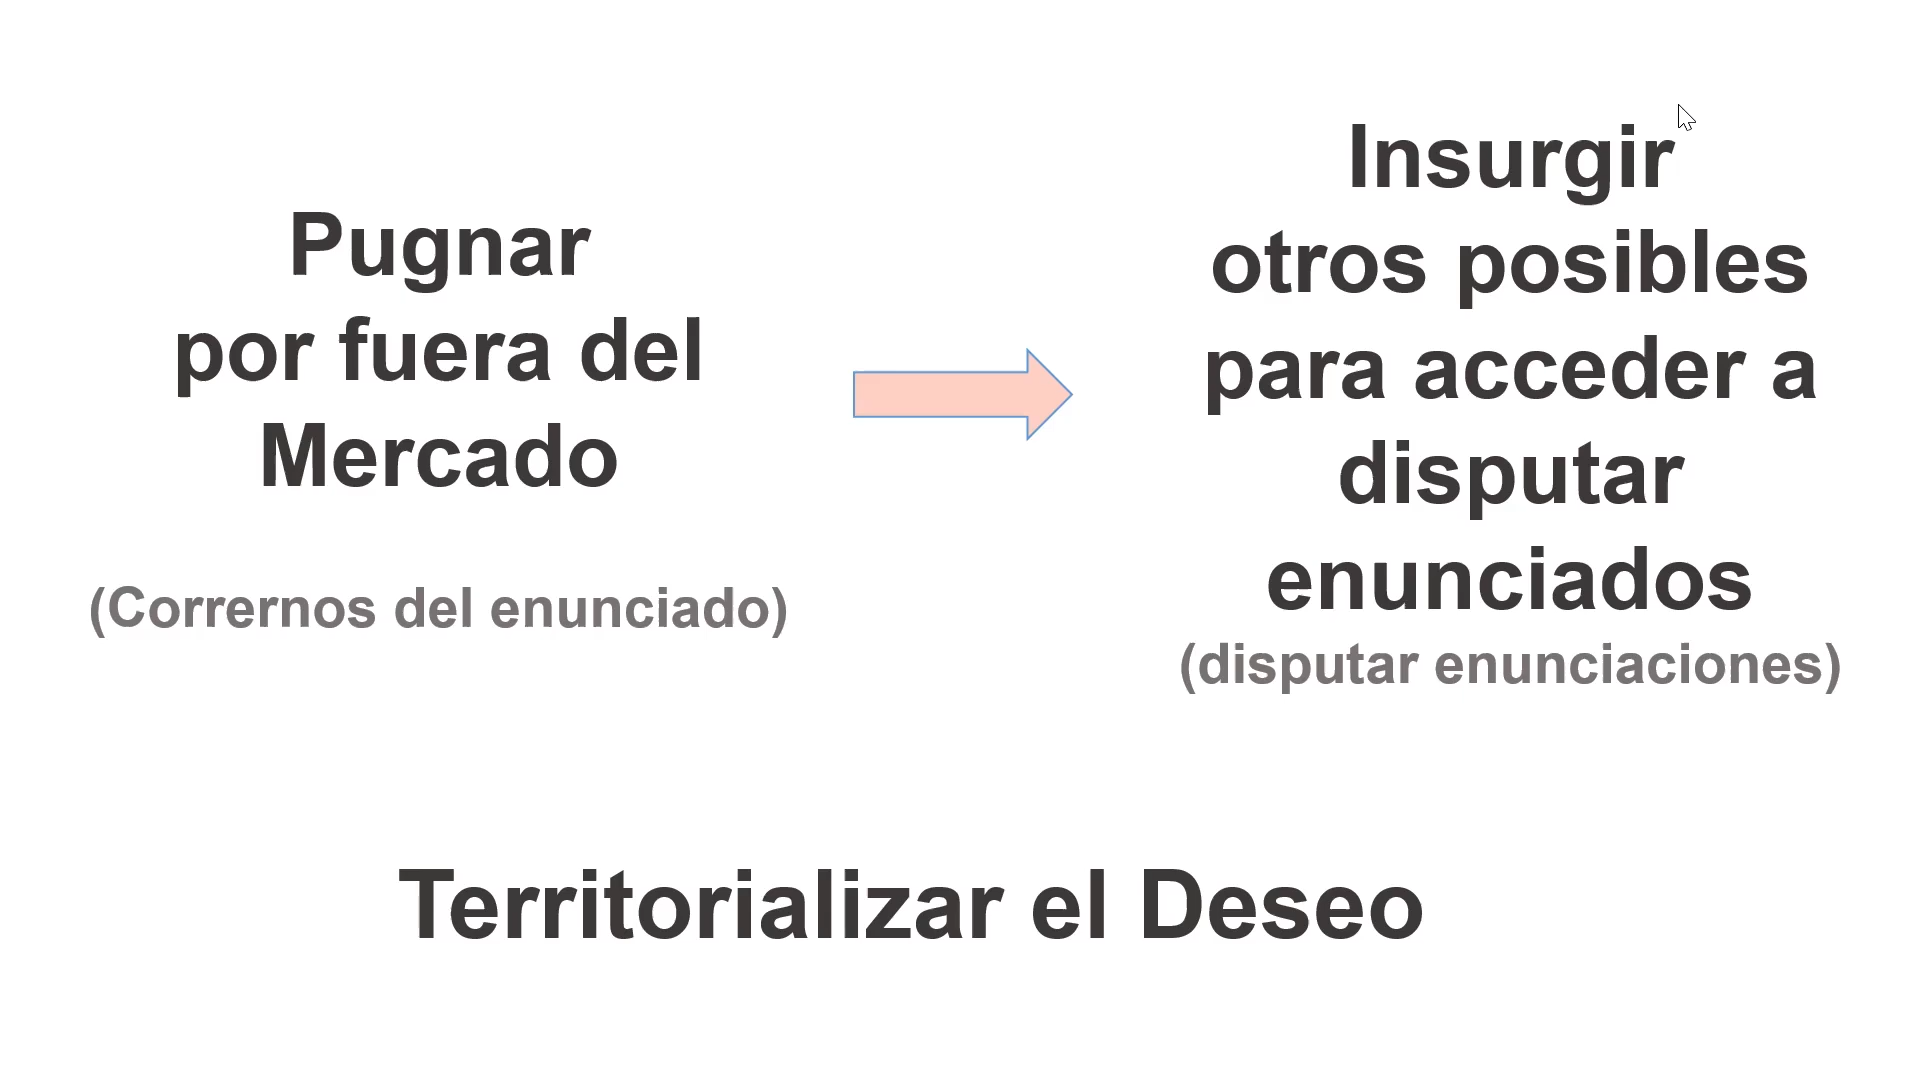 Pugnar
por fuera del
Mercado
(Corrernos del enunciado)
Insurgir
otros posibles
para acceder a
disputar
enunciados
(disputar enunciaciones)
Territorializar el Deseo